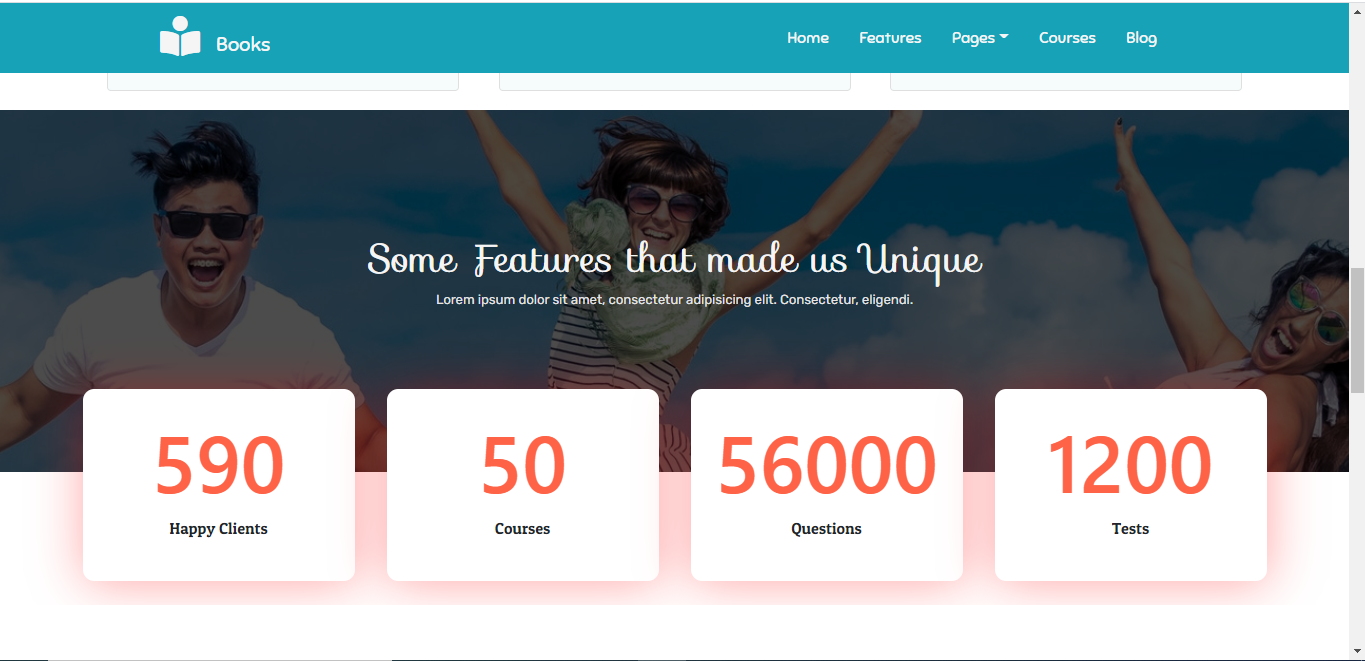 Books
Home Features Pages Courses Blog
Some Features that made us Unique
Lorem ipsum dolor sit amet, consectetur adipisicing elit. Consectetur, eligendi.
590 50 56000 1200
Happy Clients Courses Questions Tests